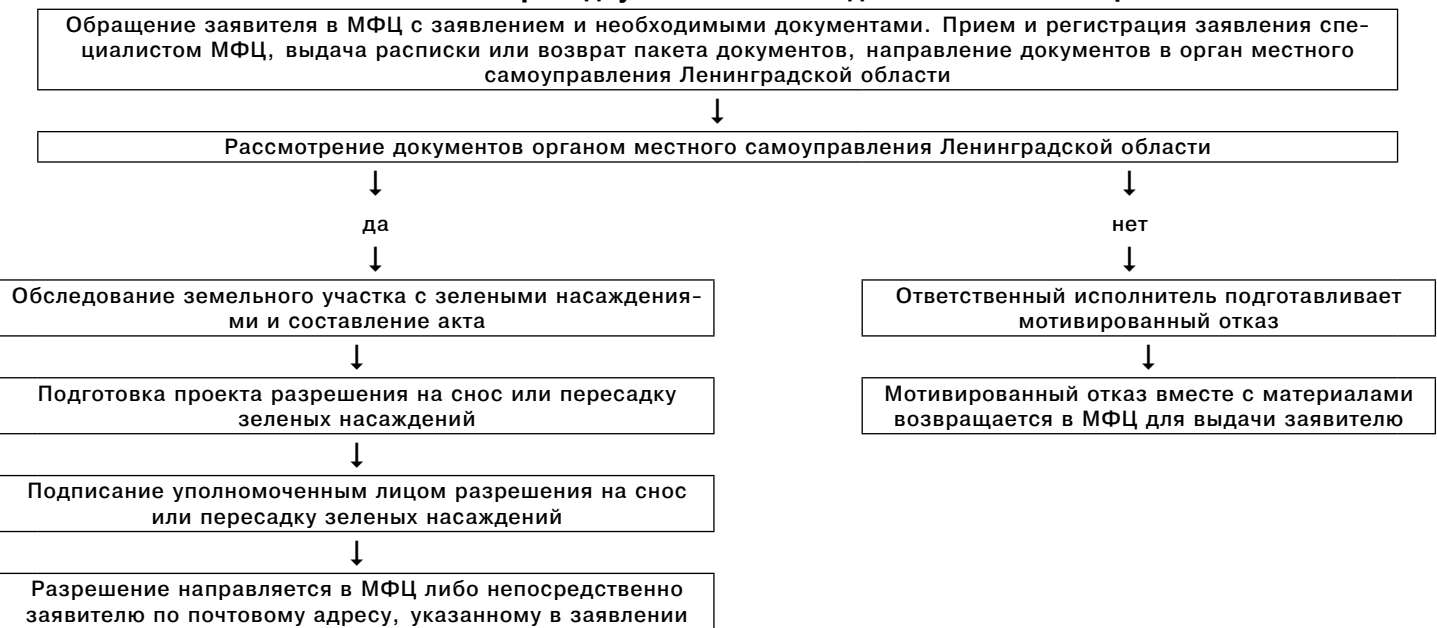 Обращение заявителя в МФЦ с заявлением и необходимыми документами. Прием и регистрация заявления спе-
циалистом МФЦ, выдача расписки или возврат пакета документов, направление документов в орган местного
самоуправления Ленинградской области
↓
Рассмотрение документов органом местного самоуправления Ленинградской области
↓ ↓
да нет
↓ ↓
Обследование земельного участка с зелеными насаждения-
ми и составление акта
Ответственный исполнитель подготавливает
мотивированный отказ
↓ ↓
Подготовка проекта разрешения на снос или пересадку
зеленых насаждений
Мотивированный отказ вместе с материалами
возвращается в МФЦ для выдачи заявителю
↓
Подписание уполномоченным лицом разрешения на снос
или пересадку зеленых насаждений
↓
Разрешение направляется в МФЦ либо непосредственно
заявителю по почтовому адресу, указанному в заявлении